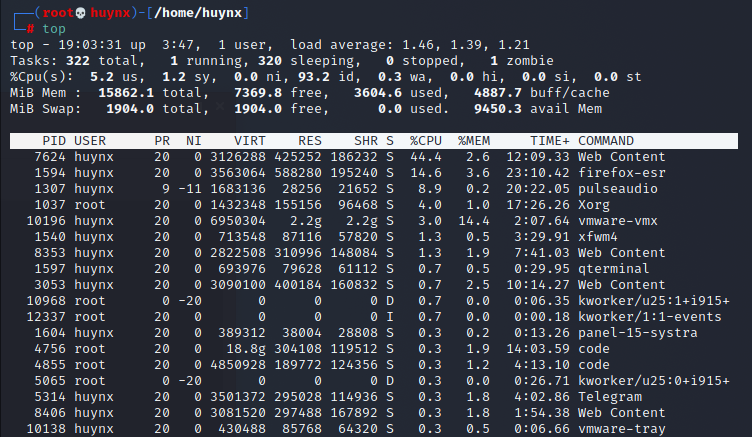 ┌──(root💀huynx)-[/home/huynx]
└─# top
top - 19:03:31 up  3:47,  1 user,  load average: 1.46, 1.39, 1.21
Tasks: 322 total,   1 running, 320 sleeping,   0 stopped,   1 zombie
%Cpu(s):  5.2 us,  1.2 sy,  0.0 ni, 93.2 id,  0.3 wa,  0.0 hi,  0.0 si,  0.0 st
MiB Mem :  15862.1 total,   7369.8 free,   3604.6 used,   4887.7 buff/cache
MiB Swap:   1904.0 total,   1904.0 free,      0.0 used.   9450.3 avail Mem
PID USER      PR  NI    VIRT    RES    SHR S  %CPU  %MEM     TIME+ COMMAND
7624 huynx     20   0 3126288 425252 186232 S  44.4   2.6  12:09.33 Web Content
1594 huynx     20   0 3563064 588280 195240 S  14.6   3.6  23:10.42 firefox-esr
1307 huynx      9 -11 1683136  28256  21652 S   8.9   0.2  20:22.05 pulseaudio
1037 root      20   0 1432348 155156  96468 S   4.0   1.0  17:26.26 Xorg
10196 huynx     20   0 6950304   2.2g   2.2g S   3.0  14.4   2:07.64 vmware-vmx
1540 huynx     20   0  713548  87116  57820 S   1.3   0.5   3:29.91 xfwm4
8353 huynx     20   0 2822508 310996 148084 S   1.3   1.9   7:41.03 Web Content
1597 huynx     20   0  693976  79628  61112 S   0.7   0.5   0:29.95 qterminal
3053 huynx     20   0 3090100 400184 160832 S   0.7   2.5  10:14.27 Web Content
10968 root       0 -20       0      0      0 D   0.7   0.0   0:06.35 kworker/u25:1+i915+
12337 root      20   0       0      0      0 I   0.7   0.0   0:00.18 kworker/1:1-events
1604 huynx     20   0  389312  38004  28808 S   0.3   0.2   0:13.26 panel-15-systra
4756 root      20   0   18.8g 304108 119512 S   0.3   1.9  14:03.59 code
4855 root      20   0 4850928 189772 124356 S   0.3   1.2   4:13.10 code
5065 root       0 -20       0      0      0 D   0.3   0.0   0:26.71 kworker/u25:0+i915+
5314 huynx     20   0 3501372 295028 114936 S   0.3   1.8   4:02.86 Telegram
8406 huynx     20   0 3081520 297488 167892 S   0.3   1.8   1:54.38 Web Content
10138 huynx     20   0  430488  85768  64320 S   0.3   0.5   0:06.66 vmware-tray